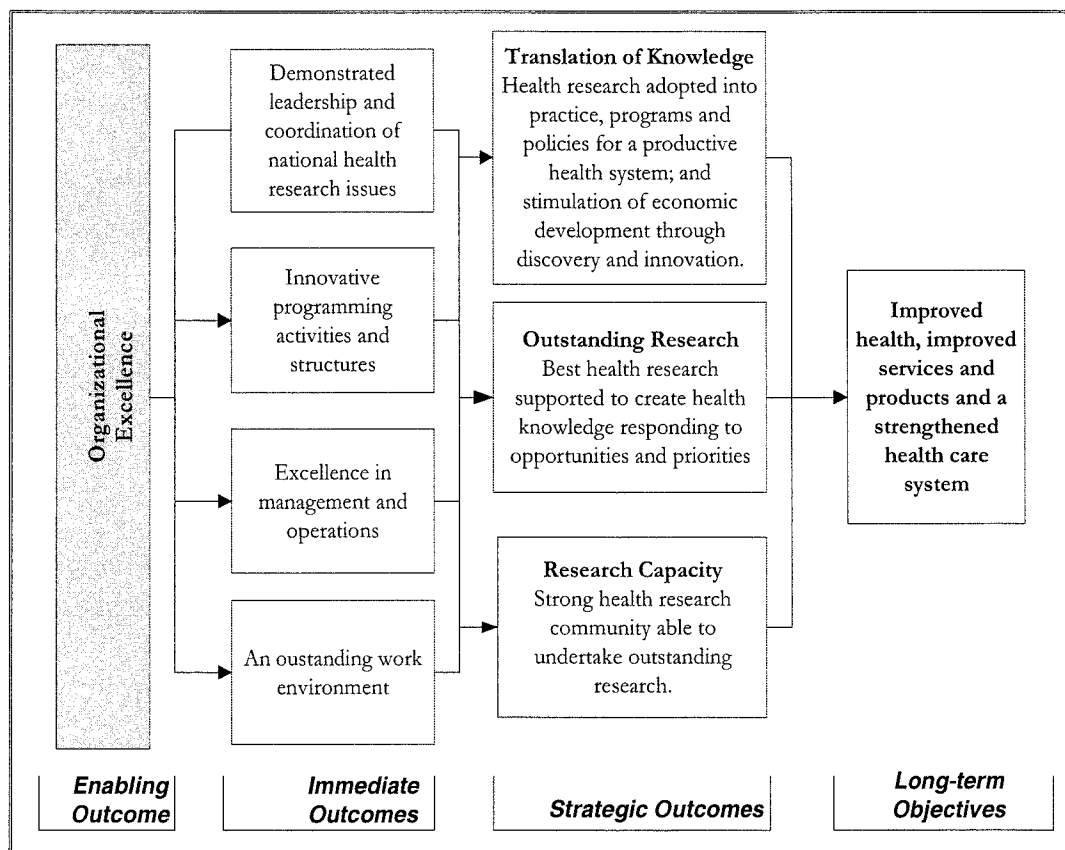 Organizational
Excellence
Demonstrated
leadership and
coordination of
national health
research issues
Innovative
programming
activities and
structures
Excellence in
management and
operations
An oustanding work
environment
Translation of Knowledge
Health research adopted into
practice, programs and
policies for a productive
health system; and
stimulation of economic
development through
discovery and innovation.
Outstanding Research
Best health research
supported to create health
knowledge responding to
opportunities and priorities
Research Capacity
Strong health research
community able to
undertake outstanding
research.
Improved
health, improved
services and
products and a
strengthened
health care
system
Enabling
Outcome
Immediate
Outcomes
Strategic Outcomes
Long-term
Objectives